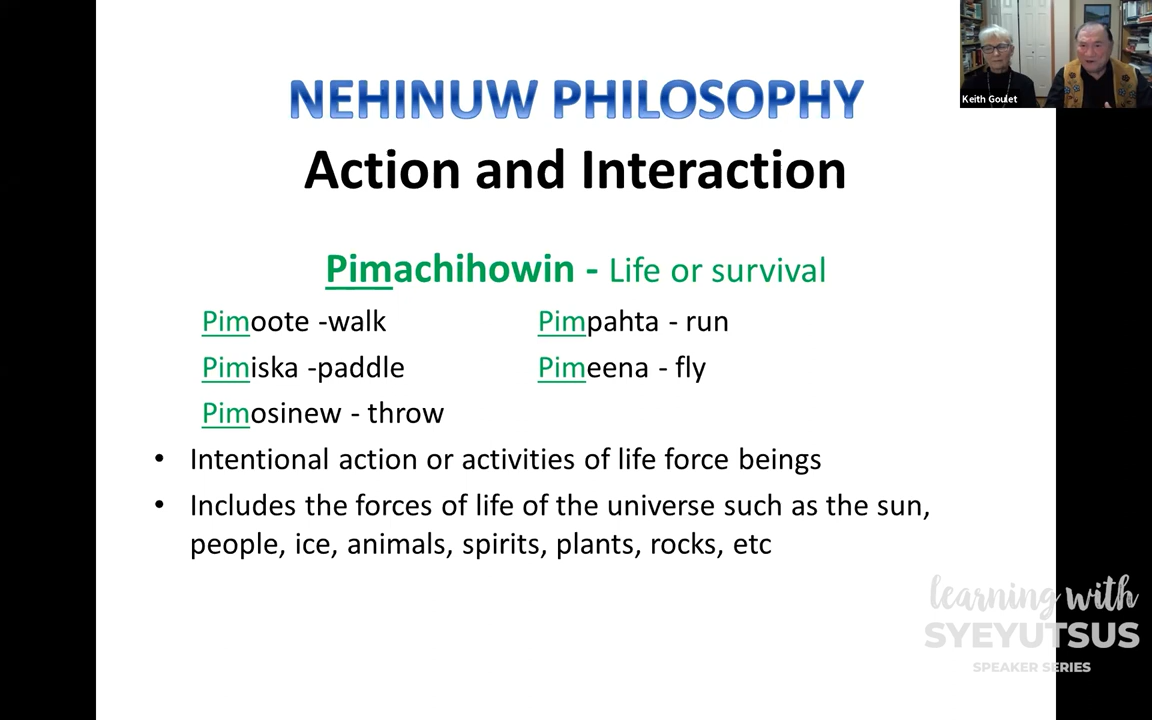 NEHINUW PHILOSOPHY
Action and Interaction
Pimachihowin - Life or survival
Pimoote -walk
Pimpahta - run
Pimiska -paddle
Pimeena - fly
Pimosinew - throw
• Intentional action or activities of life force beings
• Includes the forces of life of the universe such as the sun,
people, ice, animals, spirits, plants, rocks, etc
Keith Goulet
learning with
SYEYUTSUS
SPEAKER SERIES